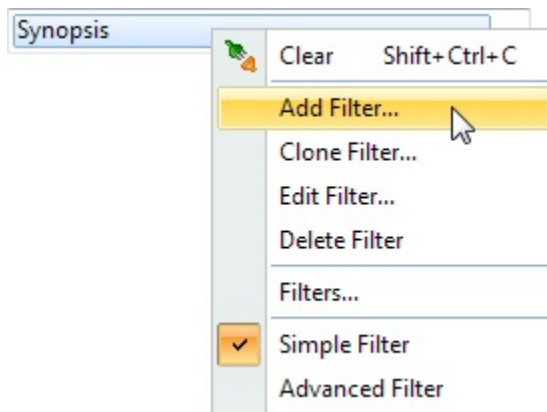 Synopsis
Clear Shift+Ctrl+C
Add Filter...
Clone Filter...
Edit Filter...
Delete Filter
Filters...
Simple Filter
Advanced Filter